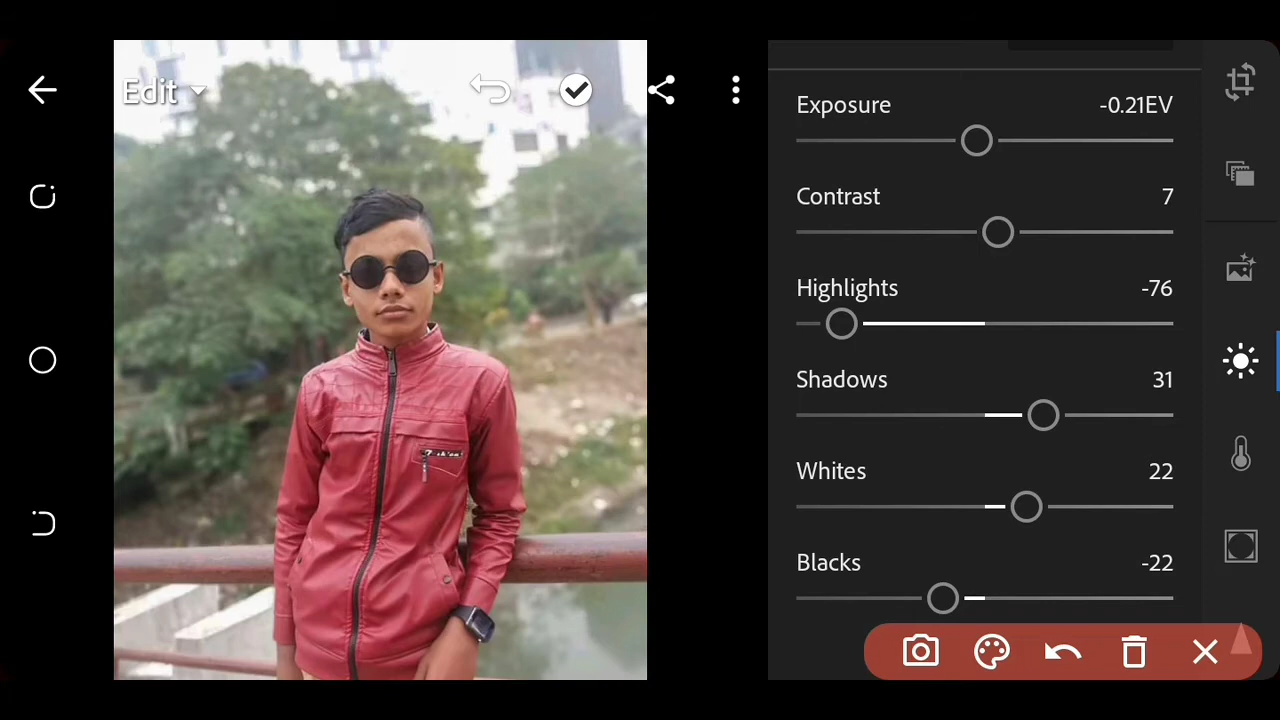 Edit
Exposure -0.21EV
Contrast 7
Highlights -76
Shadows 31
Whites 22
Blacks -22